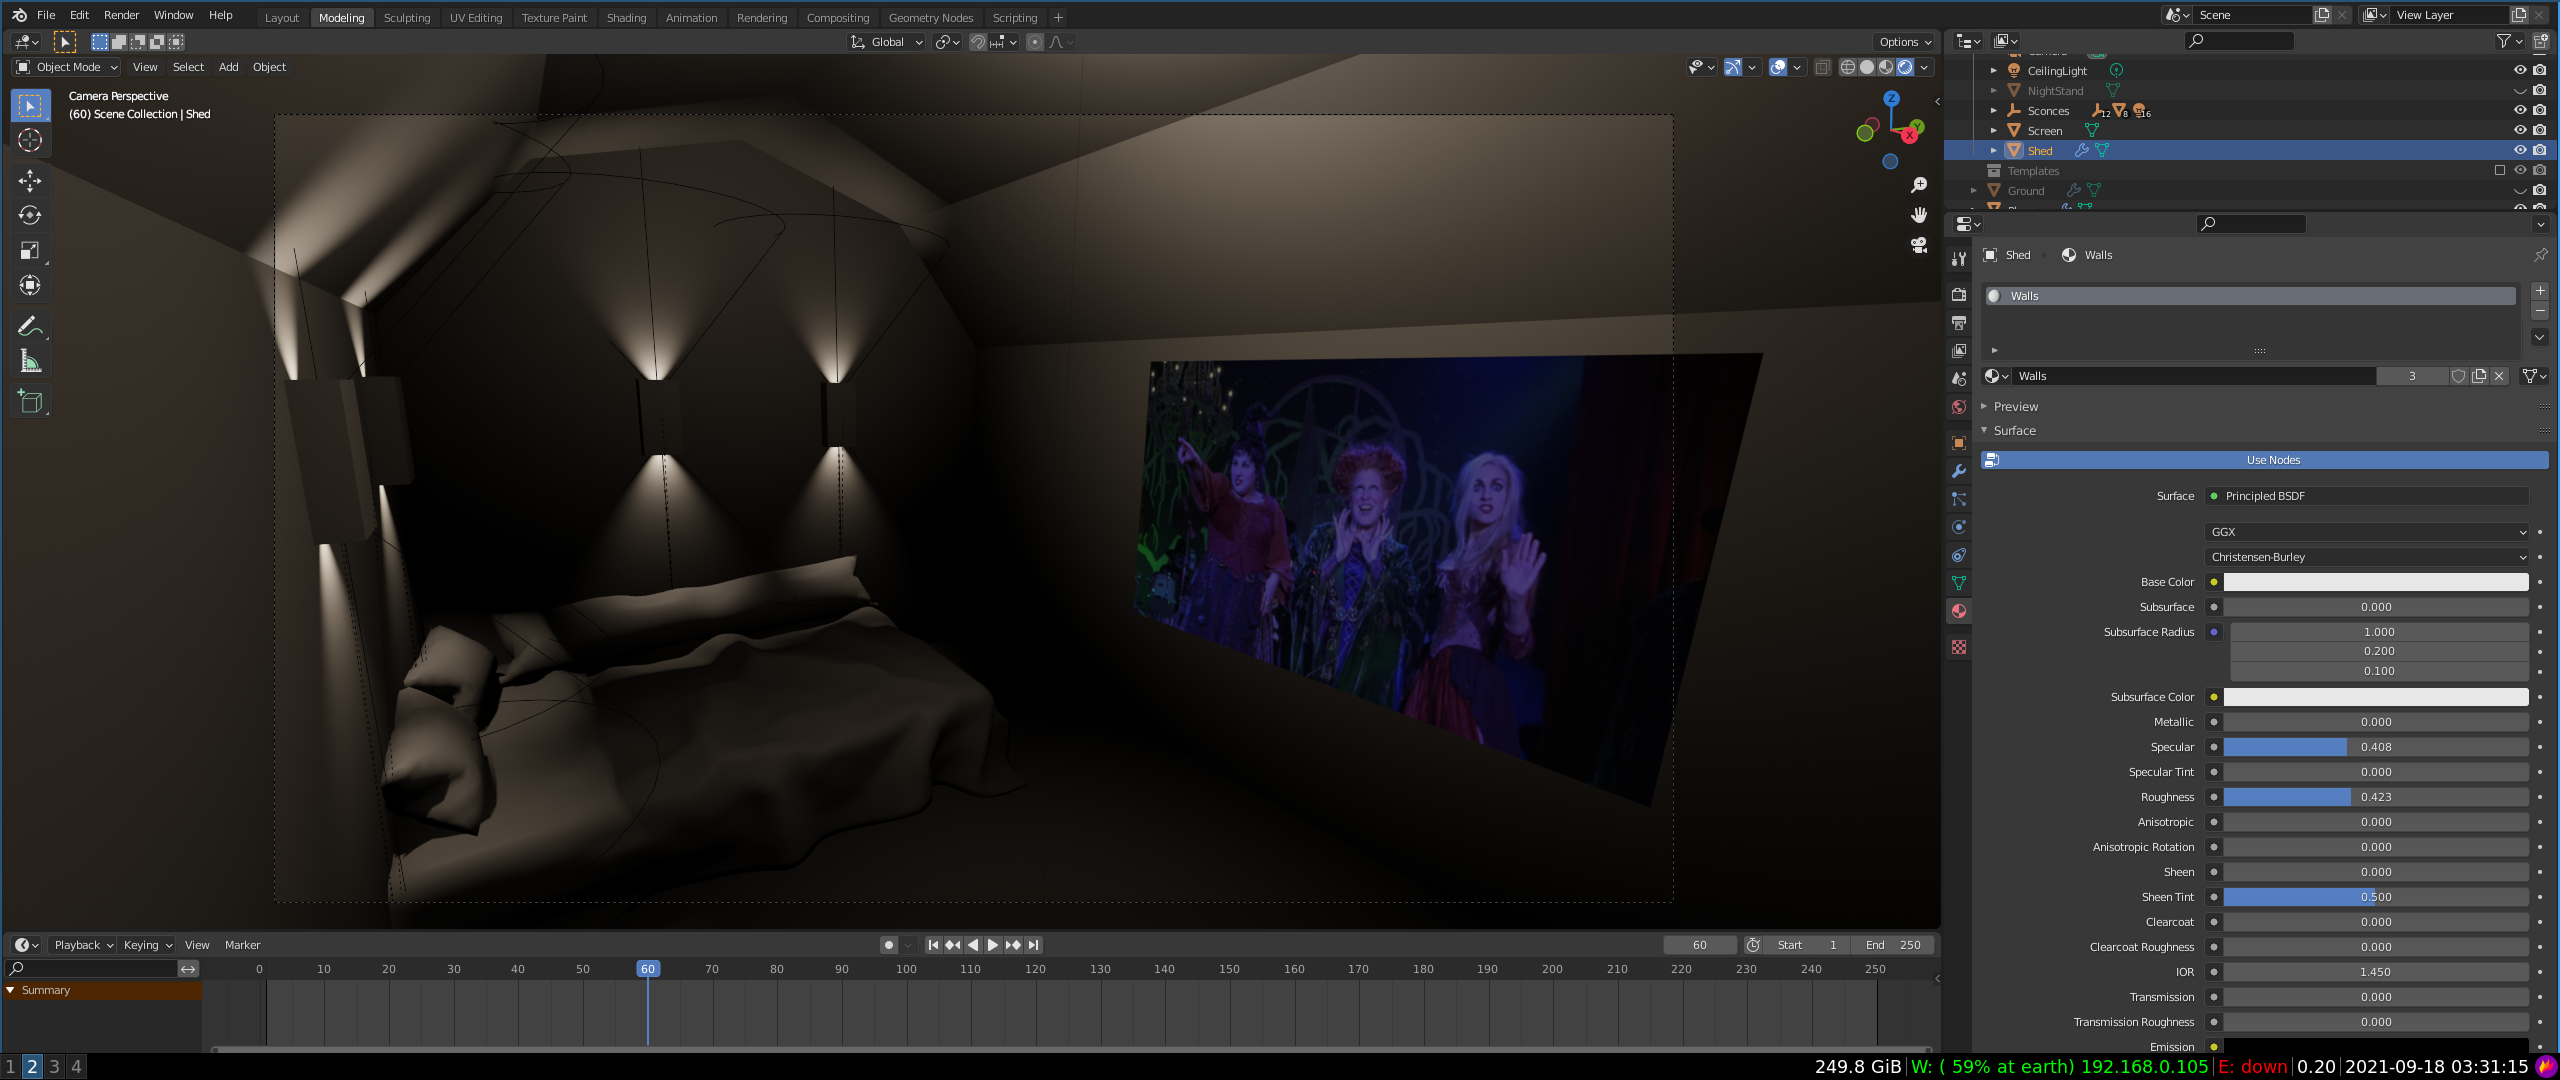 File Edit Render Window Help Layout Modeling Sculpting UV Editing Texture Paint Shading Animation Rendering Compositing Geometry Nodes Scripting + Scene View Layer
Global Options
Object Mode View Select Add Object
Camera Perspective
(60) Scene Collection | Shed
Z
Y
X
CeilingLight
NightStand
Sconces 12 8 16
Screen
Shed
Templates
Ground
Shed Walls
Walls
Walls 3
Preview
Surface
Use Nodes
Surface Principled BSDF
GGX
Christensen-Burley
Base Color
Subsurface 0.000
Subsurface Radius 1.000
0.200
0.100
Subsurface Color
Metallic 0.000
Specular 0.408
Specular Tint 0.000
Roughness 0.423
Anisotropic 0.000
Anisotropic Rotation 0.000
Sheen 0.000
Sheen Tint 0.500
Clearcoat 0.000
Clearcoat Roughness 0.000
IOR 1.450
Transmission 0.000
Transmission Roughness 0.000
Emission
Playback Keying View Marker 60 Start 1 End 250
0 10 20 30 40 50 60 70 80 90 100 110 120 130 140 150 160 170 180 190 200 210 220 230 240 250
Summary
1 2 3 4 249.8 GiB W: ( 59% at earth) 192.168.0.105 E: down 0.20 2021-09-18 03:31:15